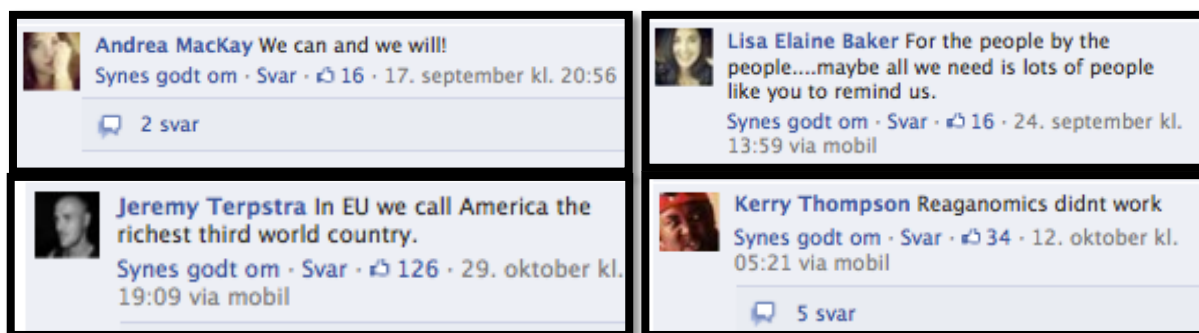 Andrea MacKay We can and we will!
Synes godt om · Svar · 16 · 17. september kl. 20:56
2 svar
Lisa Elaine Baker For the people by the
people....maybe all we need is lots of people
like you to remind us.
Synes godt om · Svar · 16 · 24. september kl.
13:59 via mobil
Jeremy Terpstra In EU we call America the
richest third world country.
Synes godt om · Svar · 126 · 29. oktober kl.
19:09 via mobil
Kerry Thompson Reaganomics didnt work
Synes godt om · Svar · 34 · 12. oktober kl.
05:21 via mobil
5 svar